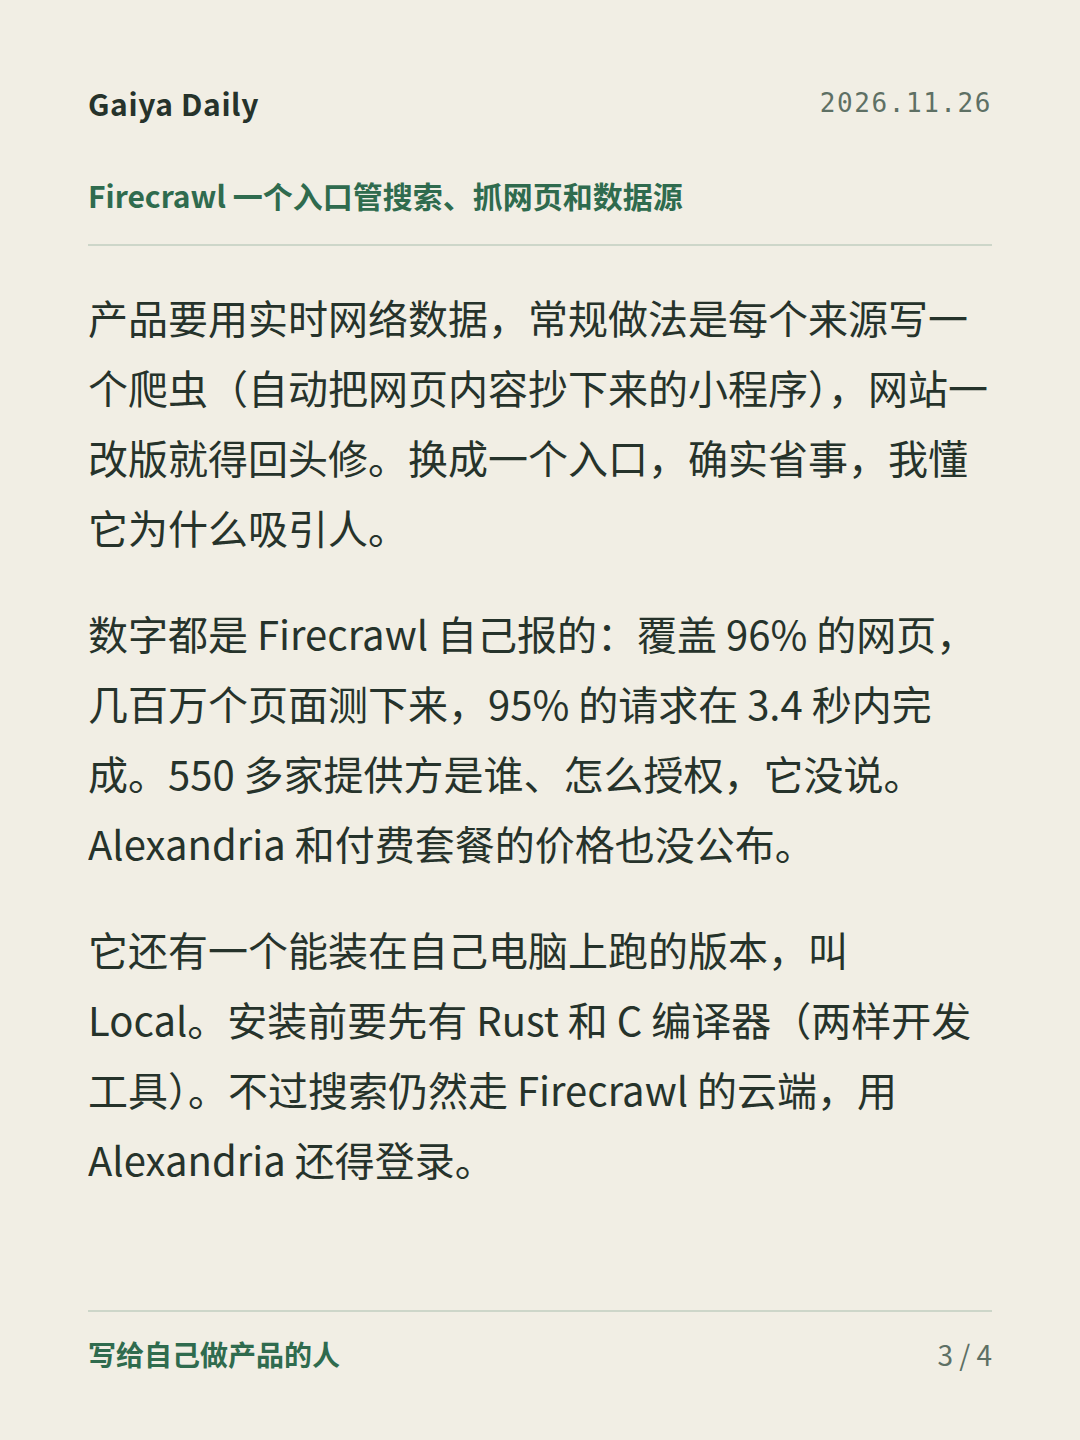 Gaiya Daily
2026.11.26
Firecrawl 一个入口管搜索、抓网页和数据源
产品要用实时网络数据，常规做法是每个来源写一
个爬虫（自动把网页内容抄下来的小程序），网站一
改版就得回头修。换成一个入口，确实省事，我懂
它为什么吸引人。
数字都是 Firecrawl 自己报的：覆盖 96% 的网页，
几百万个页面测下来，95% 的请求在 3.4 秒内完
成。550 多家提供方是谁、怎么授权，它没说。
Alexandria 和付费套餐的价格也没公布。
它还有一个能装在自己电脑上跑的版本，叫
Local。安装前要先有 Rust 和 C 编译器（两样开发
工具）。不过搜索仍然走 Firecrawl 的云端，用
Alexandria 还得登录。
写给自己做产品的人
3 / 4